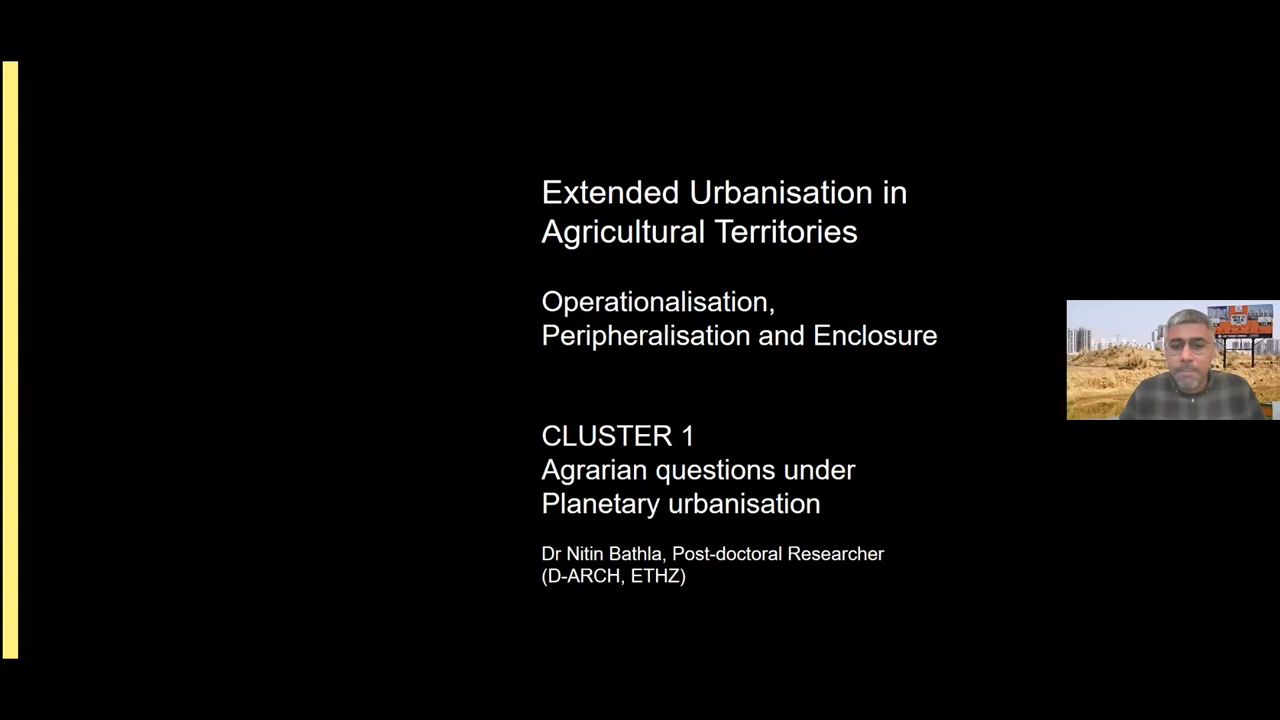 Extended Urbanisation in
Agricultural Territories
Operationalisation,
Peripheralisation and Enclosure
CLUSTER 1
Agrarian questions under
Planetary urbanisation
Dr Nitin Bathla, Post-doctoral Researcher
(D-ARCH, ETHZ)